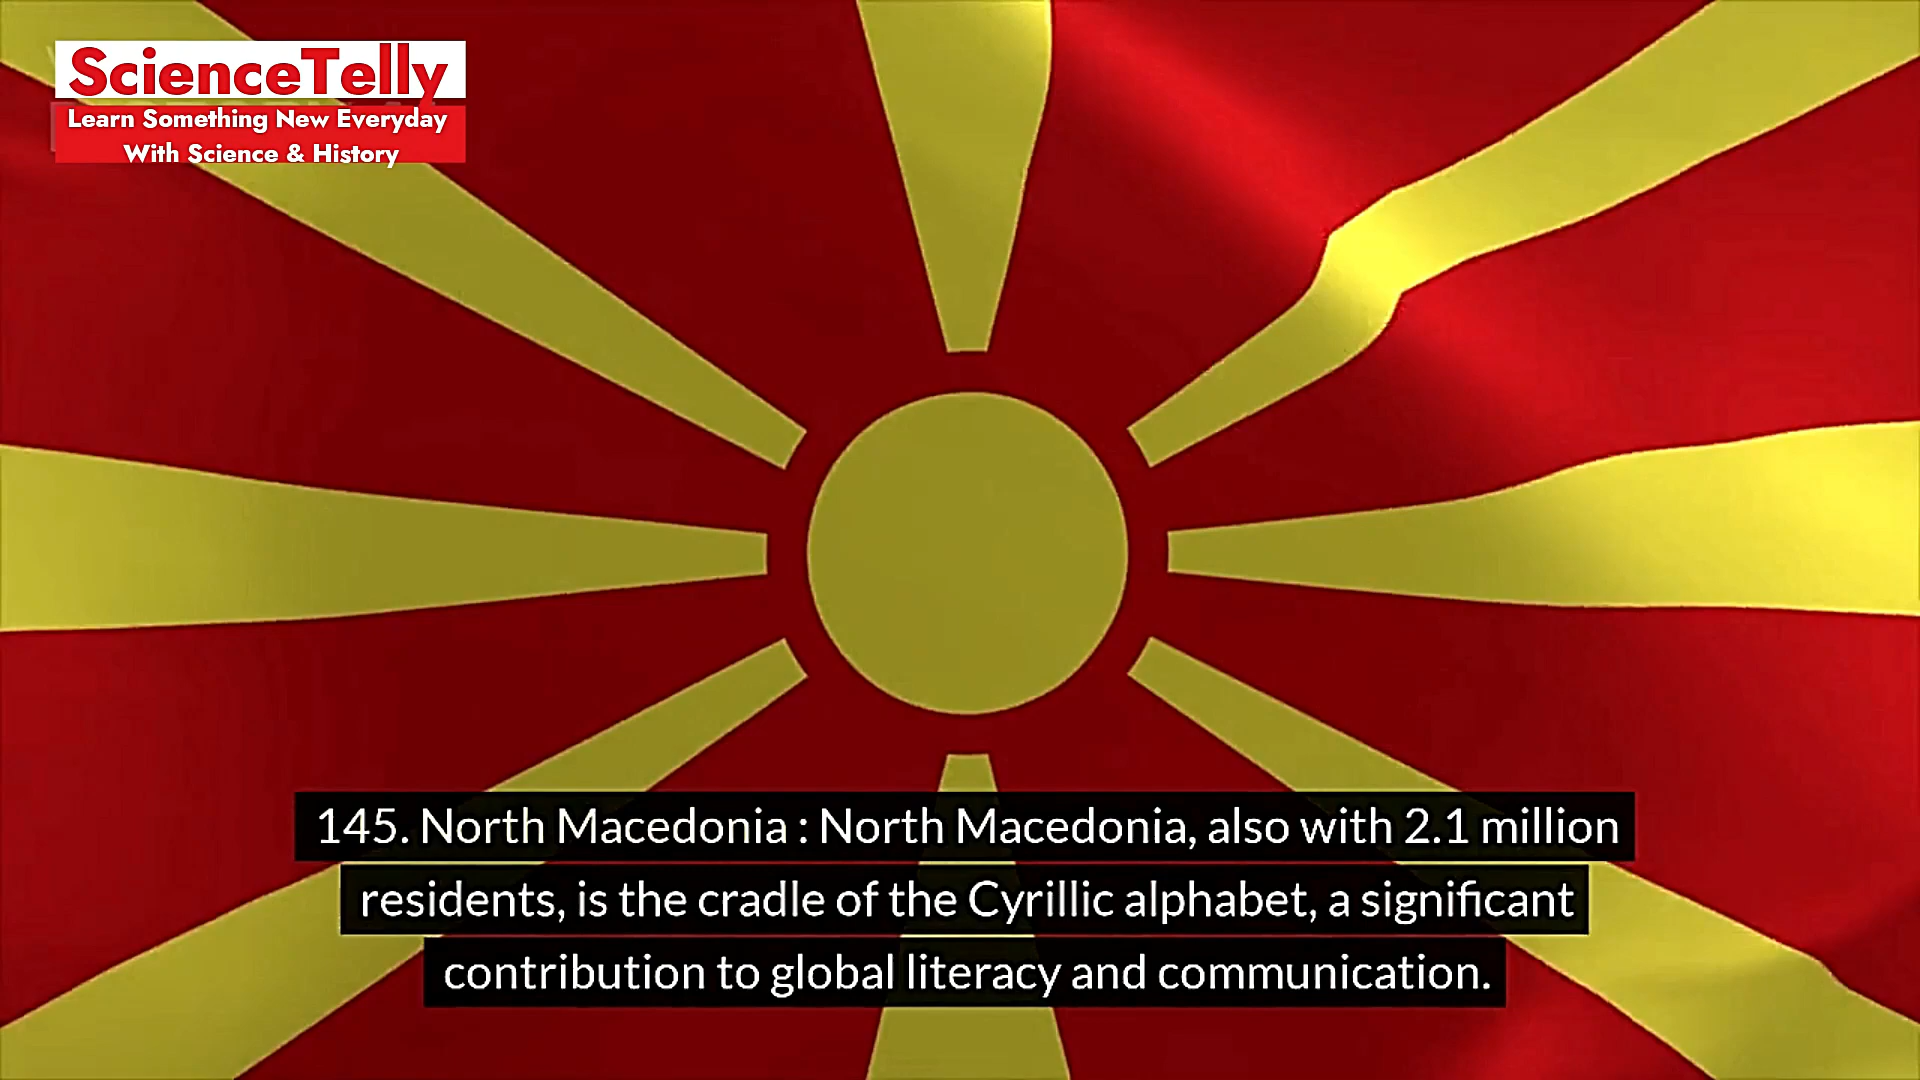 ScienceTelly
Learn Something New Everyday
With Science & History
145. North Macedonia : North Macedonia, also with 2.1 million
residents, is the cradle of the Cyrillic alphabet, a significant
contribution to global literacy and communication.